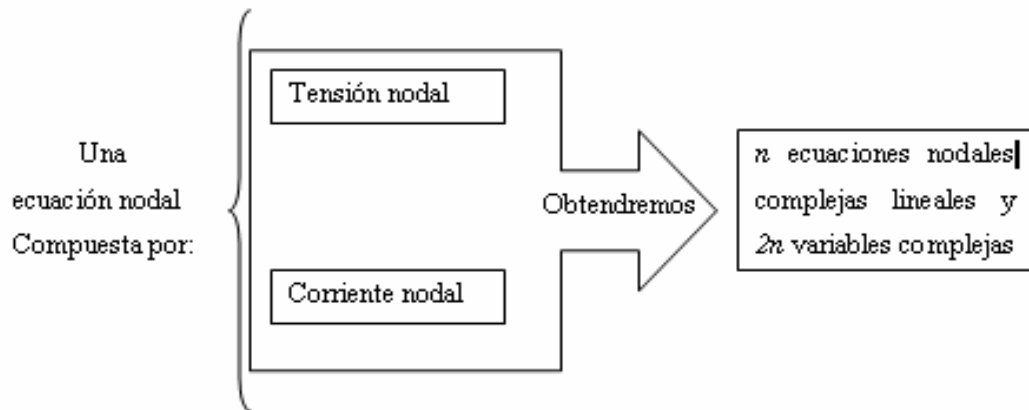 Una
ecuación nodal
Compuesta por:
Tensión nodal
Corriente nodal
Obtendremos
n ecuaciones nodales
complejas lineales y
2n variables complejas